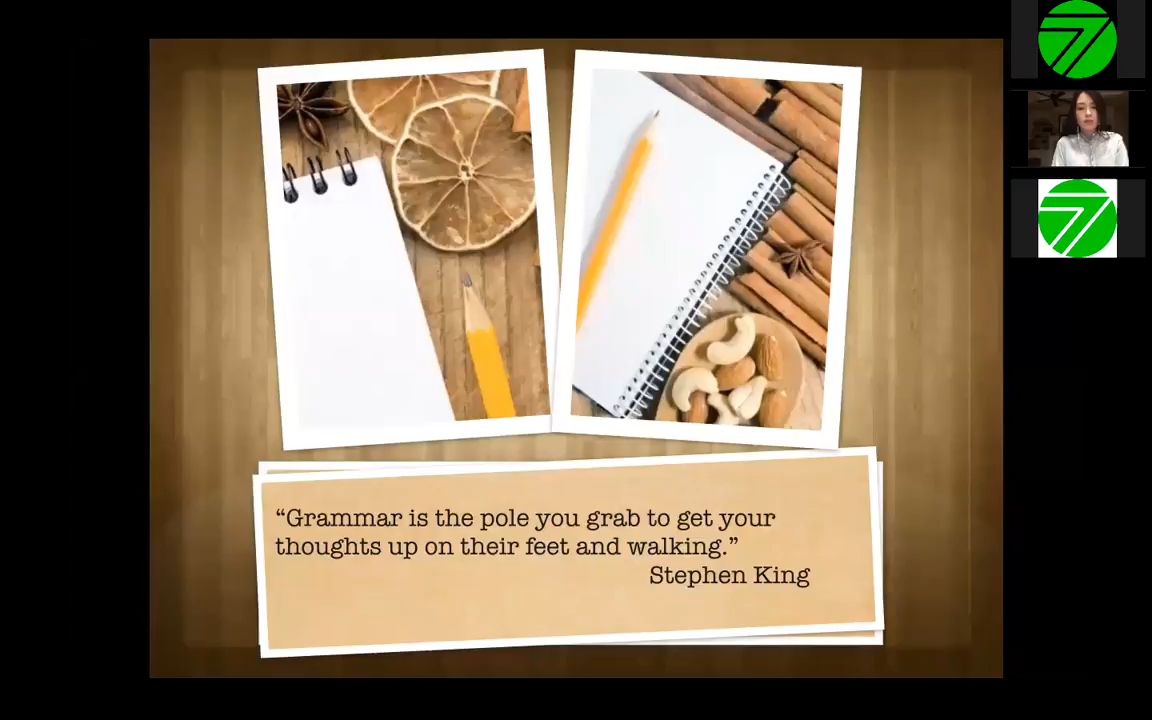 “Grammar is the pole you grab to get your
thoughts up on their feet and walking.”
Stephen King